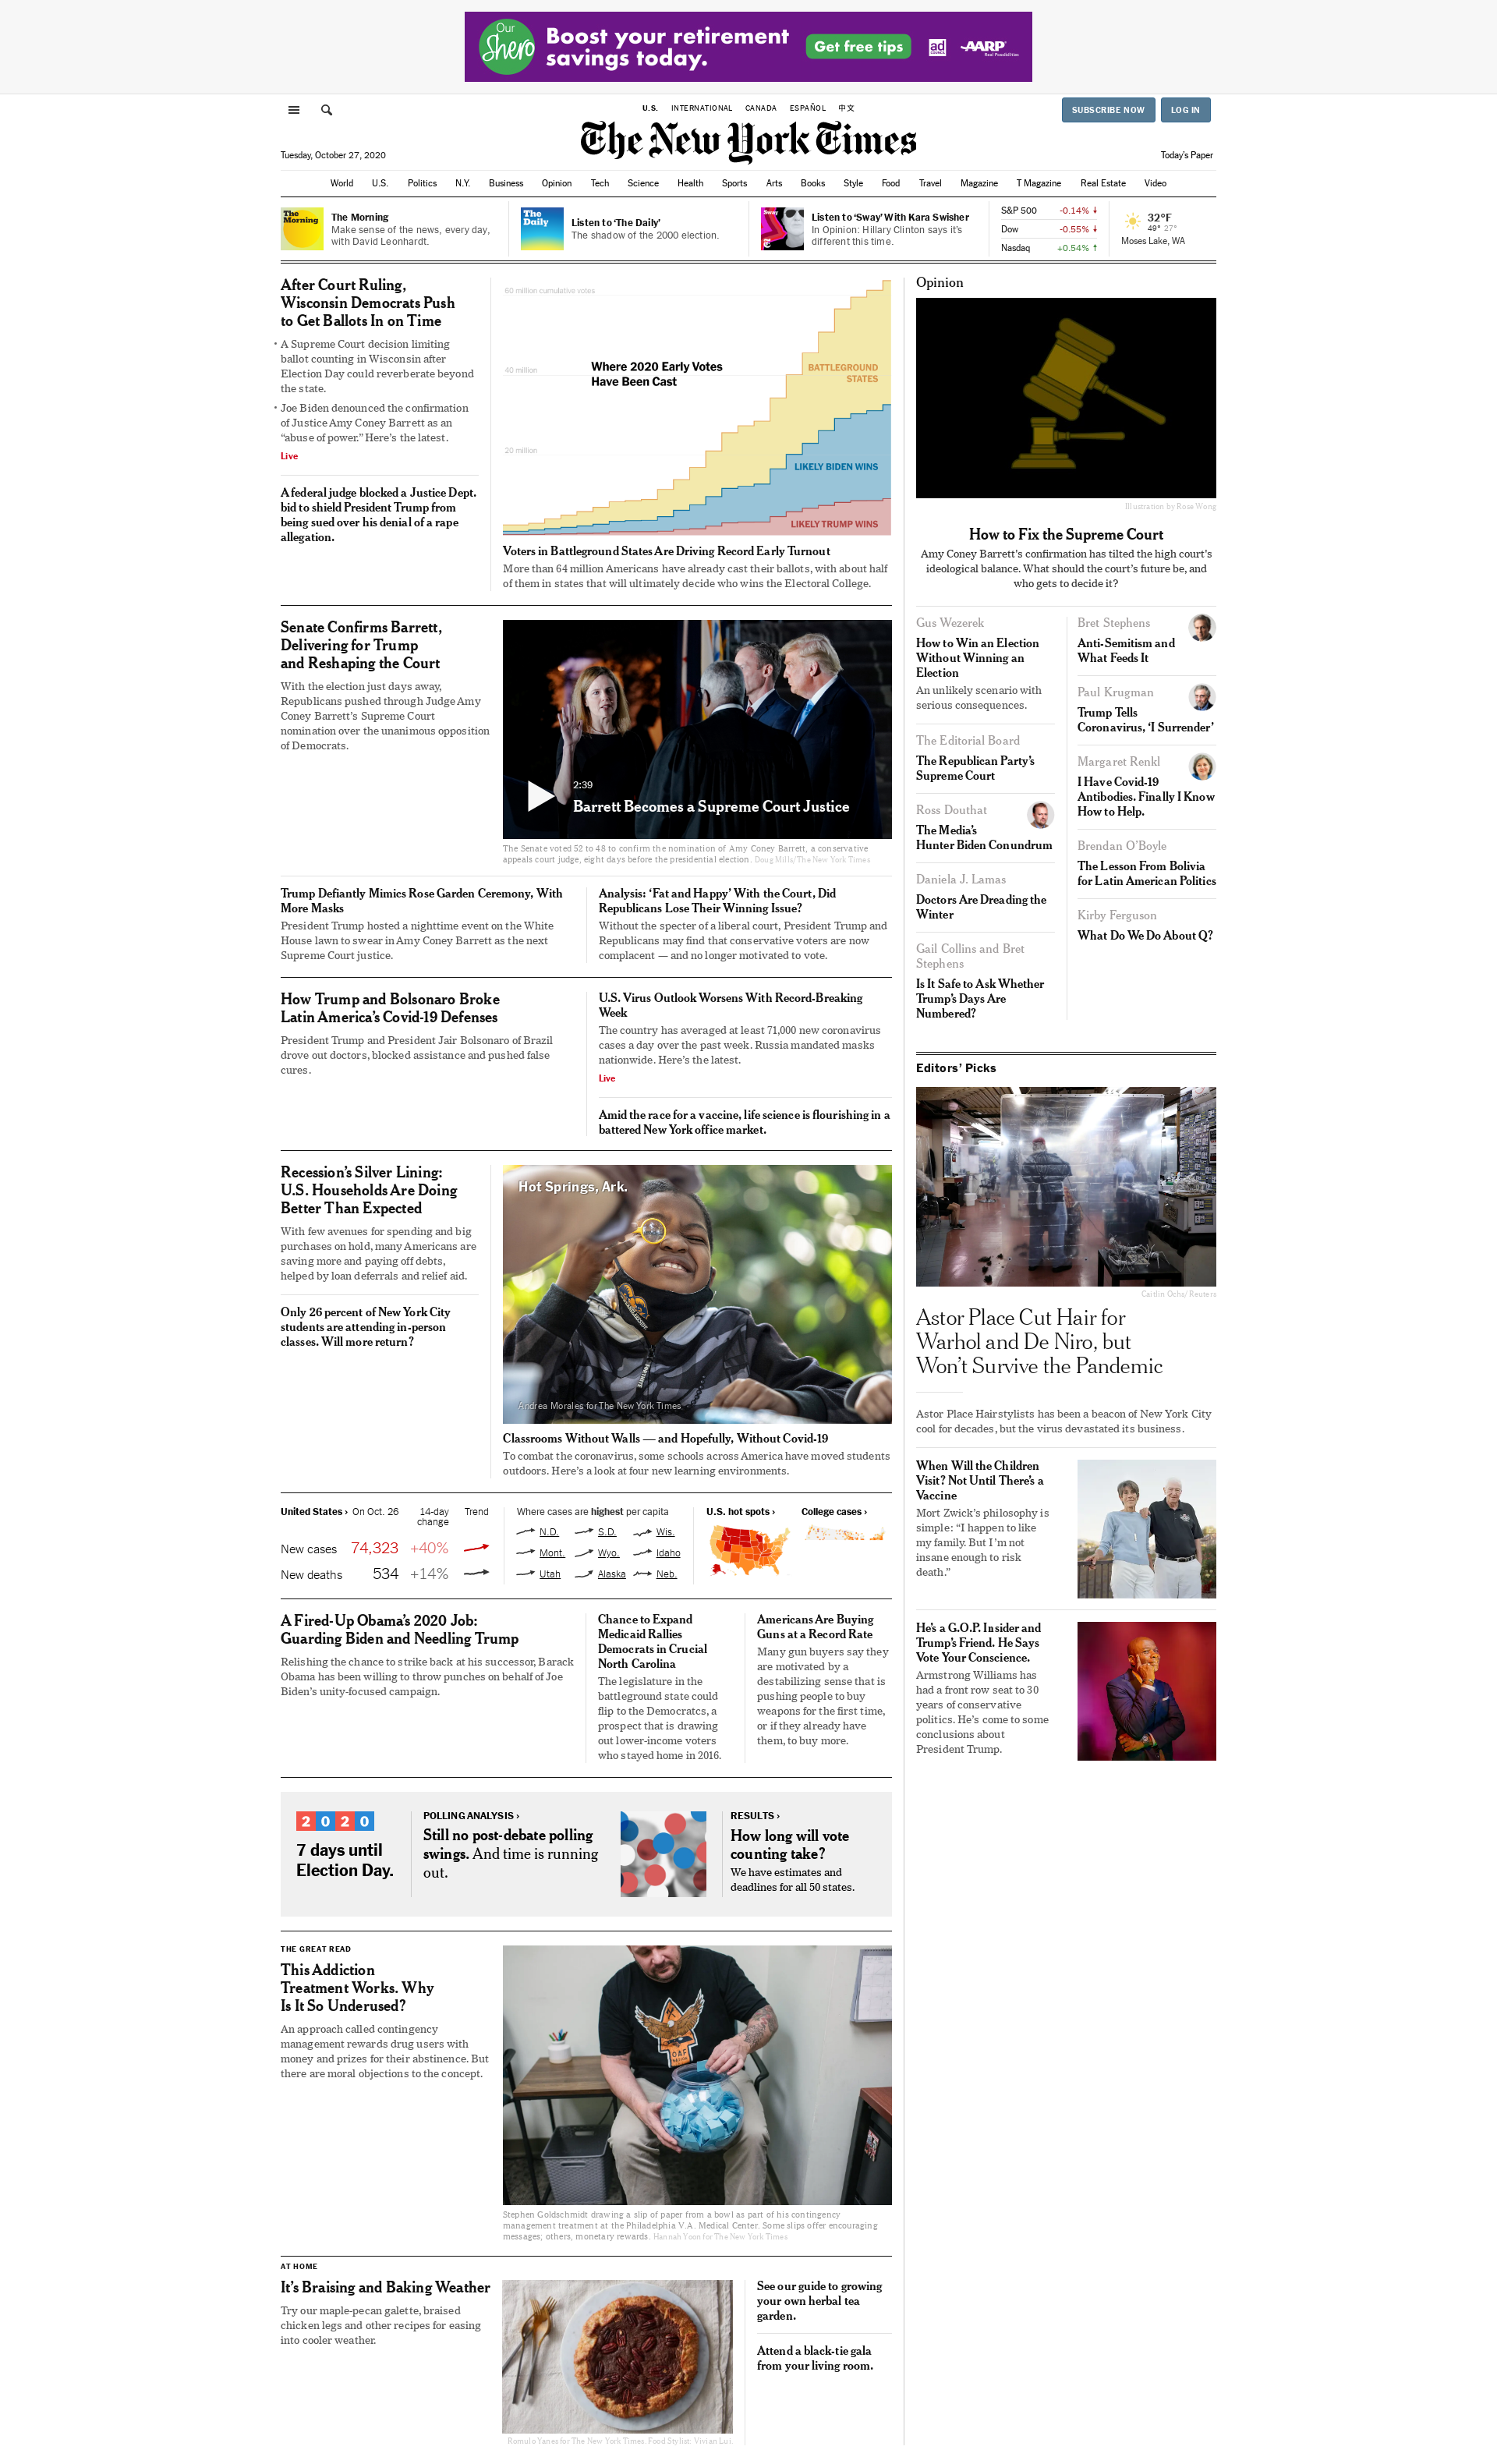 Our
Shero
Boost your retirement
savings today.
Get free tips
ad
COUNCIL
AARP
Real Possibilities
U.S. INTERNATIONAL CANADA ESPAÑOL 中文
SUBSCRIBE NOW LOG IN
The New York Times
Tuesday, October 27, 2020
Today's Paper
World U.S. Politics N.Y. Business Opinion Tech Science Health Sports Arts Books Style Food Travel Magazine T Magazine Real Estate Video
The
Morning
The Morning
Make sense of the news, every day,
with David Leonhardt.
The
Daily
Listen to ‘The Daily’
The shadow of the 2000 election.
Sway
Listen to ‘Sway’ With Kara Swisher
In Opinion: Hillary Clinton says it’s
different this time.
S&P 500 -0.14%
Dow -0.55%
Nasdaq +0.54%
32°F
49° 27°
Moses Lake, WA
After Court Ruling,
Wisconsin Democrats Push
to Get Ballots In on Time
• A Supreme Court decision limiting
ballot counting in Wisconsin after
Election Day could reverberate beyond
the state.
• Joe Biden denounced the confirmation
of Justice Amy Coney Barrett as an
“abuse of power.” Here’s the latest.
Live
A federal judge blocked a Justice Dept.
bid to shield President Trump from
being sued over his denial of a rape
allegation.
60 million cumulative votes
Where 2020 Early Votes
Have Been Cast
40 million
20 million
BATTLEGROUND
STATES
LIKELY BIDEN WINS
LIKELY TRUMP WINS
Voters in Battleground States Are Driving Record Early Turnout
More than 64 million Americans have already cast their ballots, with about half
of them in states that will ultimately decide who wins the Electoral College.
Senate Confirms Barrett,
Delivering for Trump
and Reshaping the Court
With the election just days away,
Republicans pushed through Judge Amy
Coney Barrett’s Supreme Court
nomination over the unanimous opposition
of Democrats.
2:39
Barrett Becomes a Supreme Court Justice
The Senate voted 52 to 48 to confirm the nomination of Amy Coney Barrett, a conservative
appeals court judge, eight days before the presidential election. Doug Mills/The New York Times
Trump Defiantly Mimics Rose Garden Ceremony, With
More Masks
President Trump hosted a nighttime event on the White
House lawn to swear in Amy Coney Barrett as the next
Supreme Court justice.
Analysis: ‘Fat and Happy’ With the Court, Did
Republicans Lose Their Winning Issue?
Without the specter of a liberal court, President Trump and
Republicans may find that conservative voters are now
complacent — and no longer motivated to vote.
How Trump and Bolsonaro Broke
Latin America’s Covid-19 Defenses
President Trump and President Jair Bolsonaro of Brazil
drove out doctors, blocked assistance and pushed false
cures.
U.S. Virus Outlook Worsens With Record-Breaking
Week
The country has averaged at least 71,000 new coronavirus
cases a day over the past week. Russia mandated masks
nationwide. Here’s the latest.
Live
Amid the race for a vaccine, life science is flourishing in a
battered New York office market.
Recession’s Silver Lining:
U.S. Households Are Doing
Better Than Expected
With few avenues for spending and big
purchases on hold, many Americans are
saving more and paying off debts,
helped by loan deferrals and relief aid.
Only 26 percent of New York City
students are attending in-person
classes. Will more return?
Hot Springs, Ark.
Andrea Morales for The New York Times
Classrooms Without Walls — and Hopefully, Without Covid-19
To combat the coronavirus, some schools across America have moved students
outdoors. Here’s a look at four new learning environments.
United States › On Oct. 26 14-day
change Trend
New cases 74,323 +40%
New deaths 534 +14%
Where cases are highest per capita
N.D. S.D. Wis.
Mont. Wyo. Idaho
Utah Alaska Neb.
U.S. hot spots ›
College cases ›
A Fired-Up Obama’s 2020 Job:
Guarding Biden and Needling Trump
Relishing the chance to strike back at his successor, Barack
Obama has been willing to throw punches on behalf of Joe
Biden’s unity-focused campaign.
Chance to Expand
Medicaid Rallies
Democrats in Crucial
North Carolina
The legislature in the
battleground state could
flip to the Democratcs, a
prospect that is drawing
out lower-income voters
who stayed home in 2016.
Americans Are Buying
Guns at a Record Rate
Many gun buyers say they
are motivated by a
destabilizing sense that is
pushing people to buy
weapons for the first time,
or if they already have
them, to buy more.
2020
7 days until
Election Day.
POLLING ANALYSIS ›
Still no post-debate polling
swings. And time is running
out.
RESULTS ›
How long will vote
counting take?
We have estimates and
deadlines for all 50 states.
THE GREAT READ
This Addiction
Treatment Works. Why
Is It So Underused?
An approach called contingency
management rewards drug users with
money and prizes for their abstinence. But
there are moral objections to the concept.
Stephen Goldschmidt drawing a slip of paper from a bowl as part of his contingency
management treatment at the Philadelphia V.A. Medical Center. Some slips offer encouraging
messages; others, monetary rewards. Hannah Yoon for The New York Times
AT HOME
It’s Braising and Baking Weather
Try our maple-pecan galette, braised
chicken legs and other recipes for easing
into cooler weather.
Romulo Yanes for The New York Times. Food Stylist: Vivian Lui.
See our guide to growing
your own herbal tea
garden.
Attend a black-tie gala
from your living room.
Opinion
Illustration by Rose Wong
How to Fix the Supreme Court
Amy Coney Barrett’s confirmation has tilted the high court’s
ideological balance. What should the court’s future be, and
who gets to decide it?
Gus Wezerek
How to Win an Election
Without Winning an
Election
An unlikely scenario with
serious consequences.
The Editorial Board
The Republican Party’s
Supreme Court
Ross Douthat
The Media’s
Hunter Biden Conundrum
Daniela J. Lamas
Doctors Are Dreading the
Winter
Gail Collins and Bret
Stephens
Is It Safe to Ask Whether
Trump’s Days Are
Numbered?
Bret Stephens
Anti-Semitism and
What Feeds It
Paul Krugman
Trump Tells
Coronavirus, ‘I Surrender’
Margaret Renkl
I Have Covid-19
Antibodies. Finally I Know
How to Help.
Brendan O’Boyle
The Lesson From Bolivia
for Latin American Politics
Kirby Ferguson
What Do We Do About Q?
Editors’ Picks
Caitlin Ochs/Reuters
Astor Place Cut Hair for
Warhol and De Niro, but
Won’t Survive the Pandemic
Astor Place Hairstylists has been a beacon of New York City
cool for decades, but the virus devastated its business.
When Will the Children
Visit? Not Until There’s a
Vaccine
Mort Zwick’s philosophy is
simple: “I happen to like
my family. But I’m not
insane enough to risk
death.”
He’s a G.O.P. Insider and
Trump’s Friend. He Says
Vote Your Conscience.
Armstrong Williams has
had a front row seat to 30
years of conservative
politics. He’s come to some
conclusions about
President Trump.